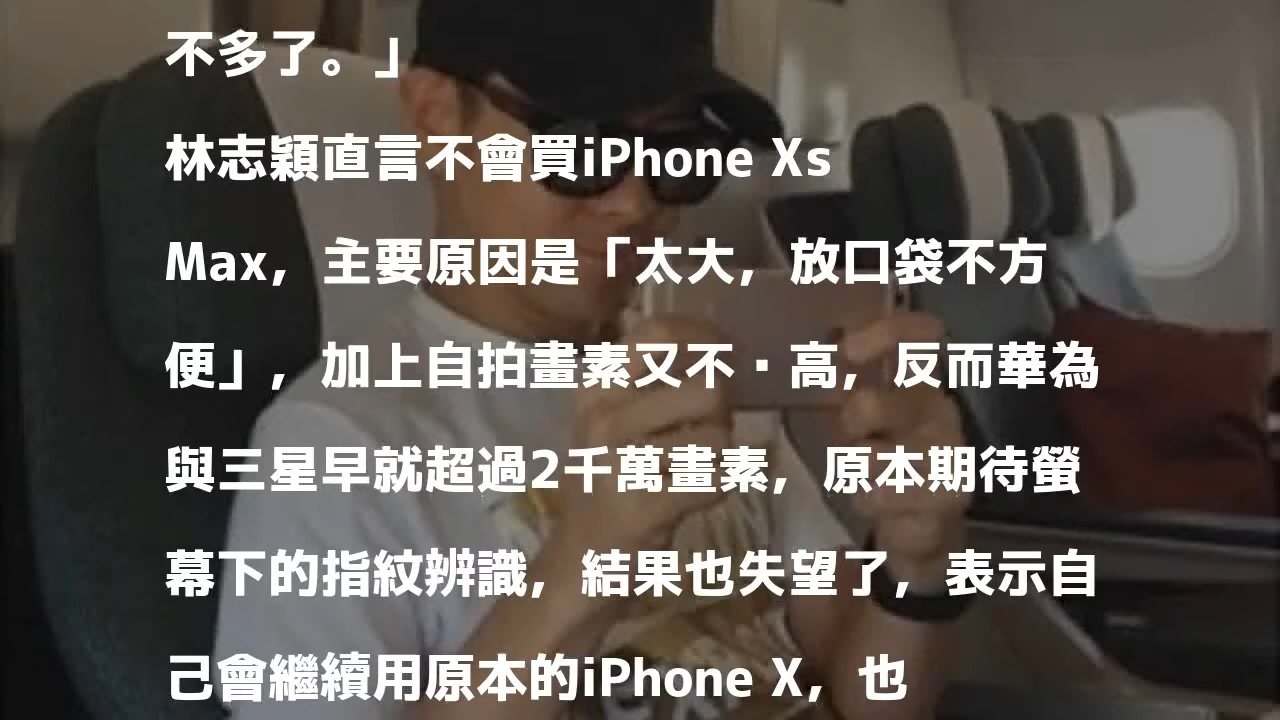 不多了。」
林志穎直言不會買iPhone Xs
Max，主要原因是「太大，放口袋不方
便」，加上自拍畫素又不·高，反而華為
與三星早就超過2千萬畫素，原本期待螢
幕下的指紋辨識，結果也失望了，表示自
己會繼續用原本的iPhone X，也